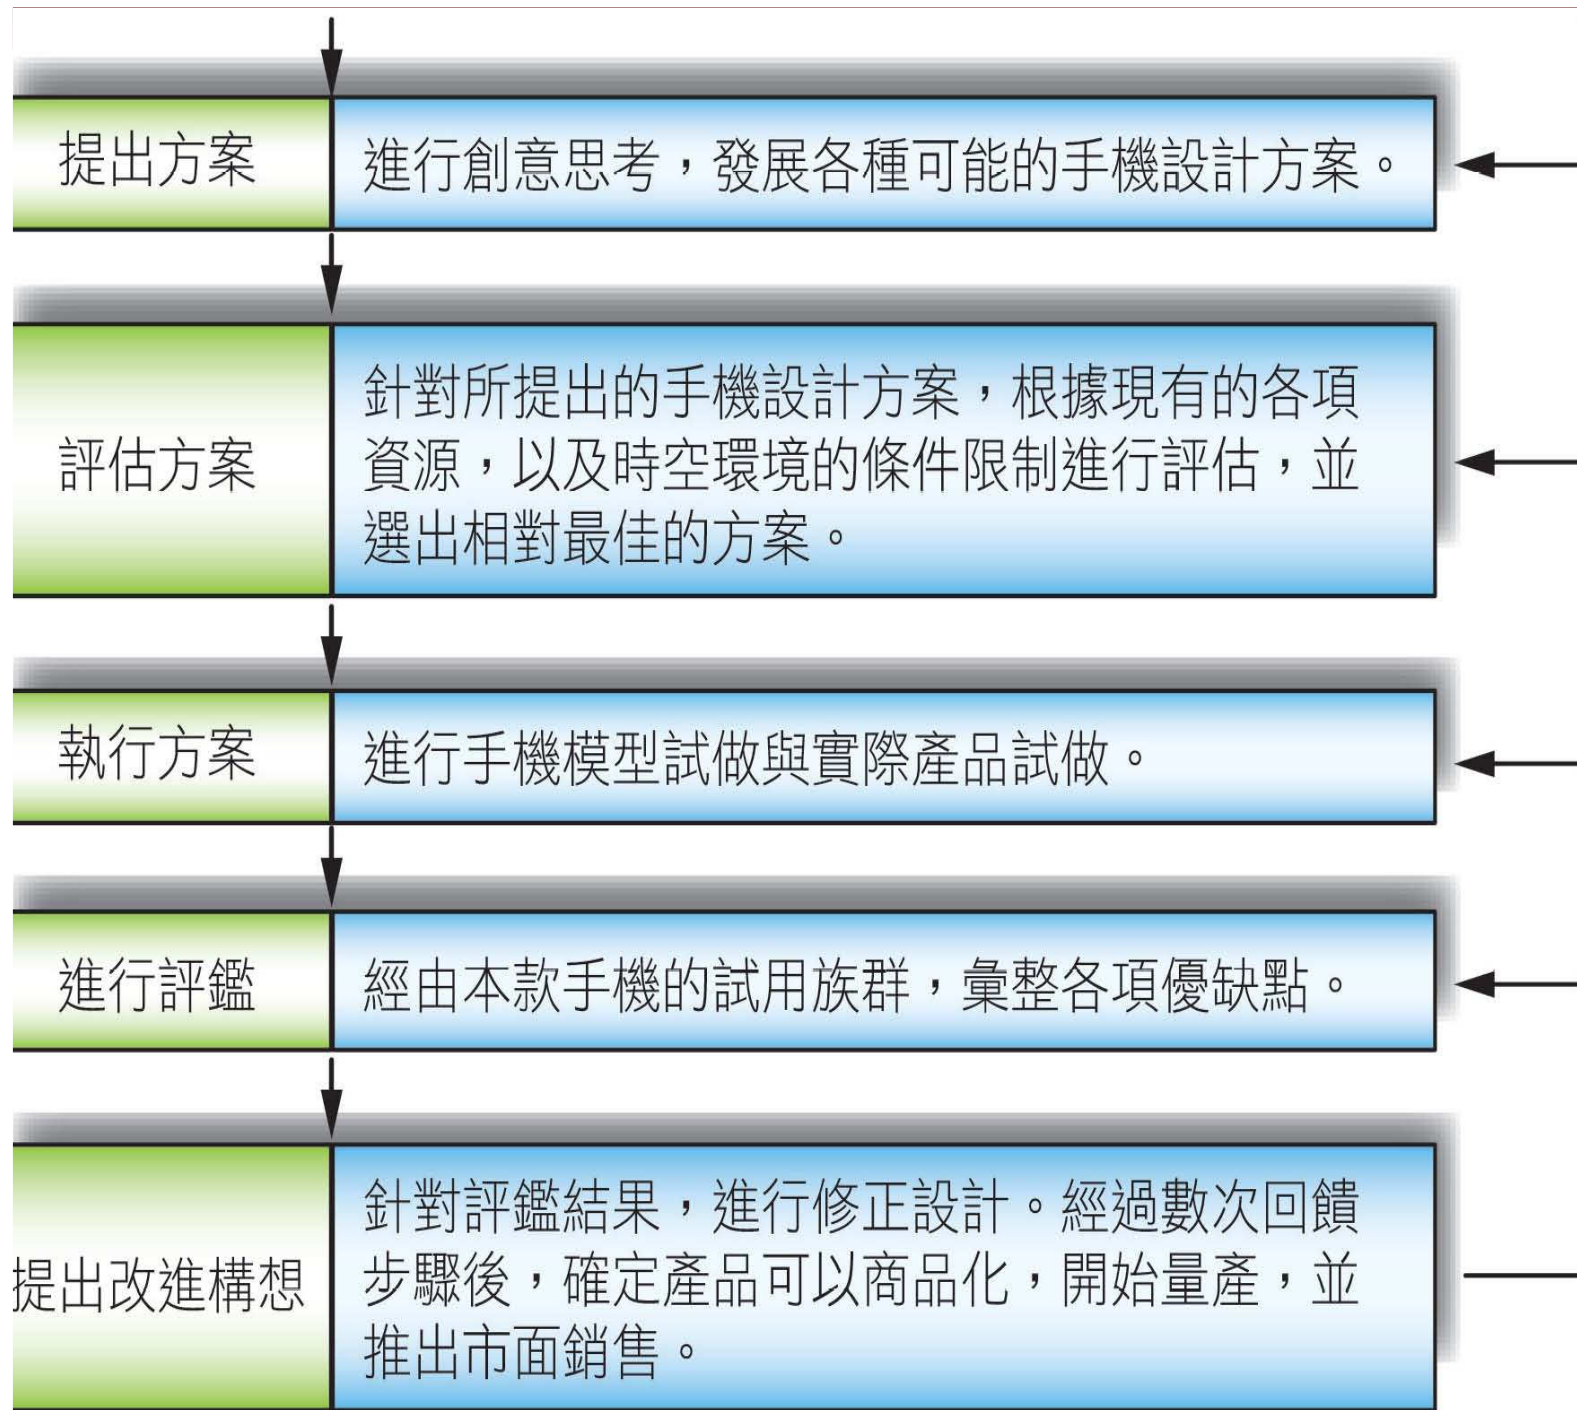 提出方案
進行創意思考，發展各種可能的手機設計方案。
評估方案
針對所提出的手機設計方案，根據現有的各項
資源，以及時空環境的條件限制進行評估，並
選出相對最佳的方案。
執行方案
進行手機模型試做與實際產品試做。
進行評鑑
經由本款手機的試用族群，彙整各項優缺點。
提出改進構想
針對評鑑結果，進行修正設計。經過數次回饋
步驟後，確定產品可以商品化，開始量產，並
推出市面銷售。